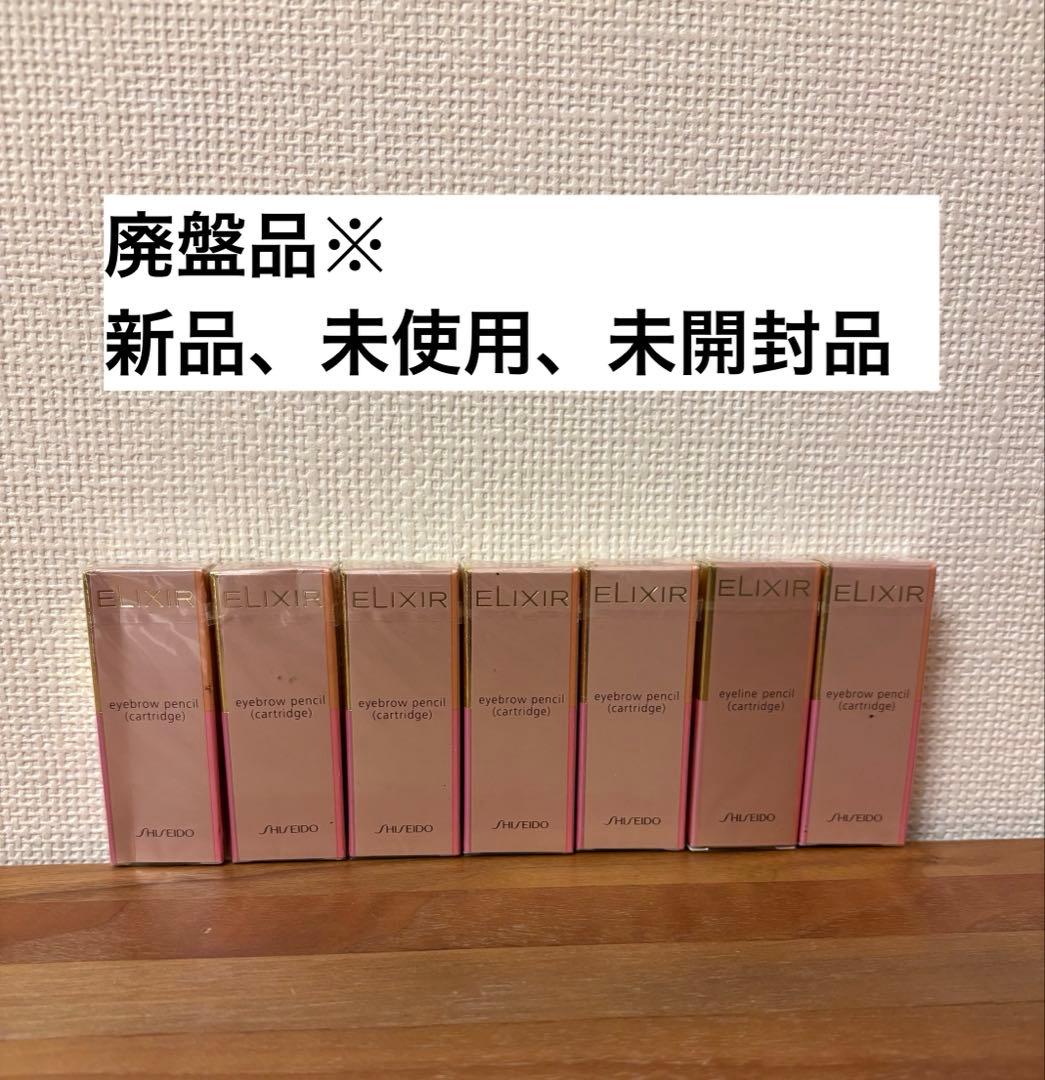 廃盤品※
新品、未使用、未開封品
ELIXIR
eyebrow pencil
(cartridge)
SHISEIDO
ELIXIR
eyebrow pencil
(cartridge)
SHISEIDO
ELIXIR
eyebrow pencil
(cartridge)
SHISEIDO
ELIXIR
eyebrow pencil
(cartridge)
SHISEIDO
ELIXIR
eyebrow pencil
(cartridge)
SHISEIDO
ELIXIR
eyeline pencil
(cartridge)
SHISEIDO
ELIXIR
eyebrow pencil
(cartridge)
SHISEIDO